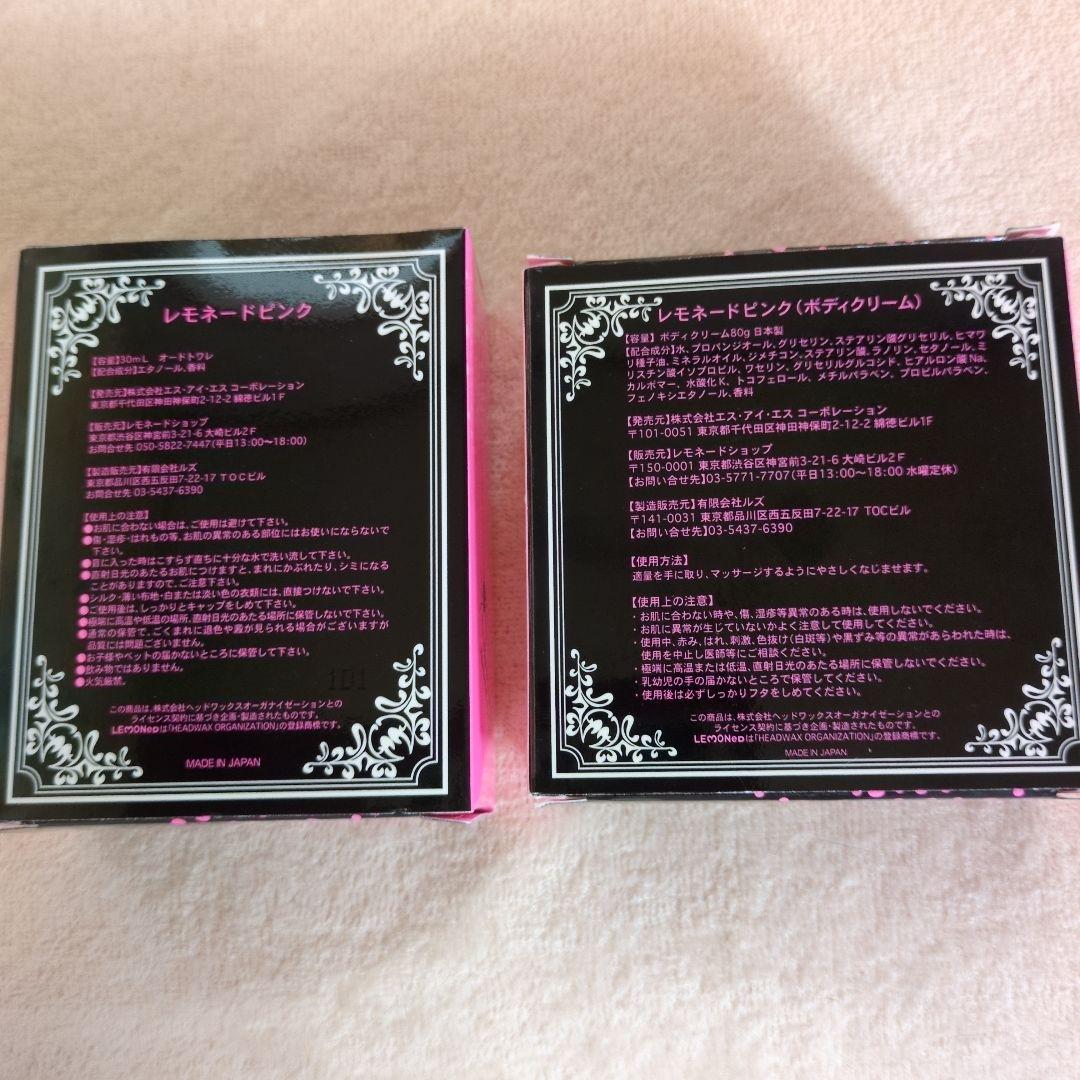 レモネードピンク
【容量】30mL オードトワレ
【配合成分】エタノール、香料
【発売元】株式会社エス・アイ・エス コーポレーション
東京都千代田区神田神保町2-12-2 綿徳ビル1F
【販売元】レモネードショップ
東京都渋谷区神宮前3-21-6 大崎ビル2F
お問合せ先 050-5822-7447(平日13:00〜18:00)
【製造販売元】有限会社ルズ
東京都品川区西五反田7-22-17 TOCビル
お問合せ先 03-5437-6390
【使用上の注意】
●お肌に合わない場合は、ご使用は避けて下さい。
●傷・湿疹・はれもの等、お肌の異常のある部位にはお使いにならないで
下さい。
●目に入った時はこすらず直ちに十分な水で洗い流して下さい。
●直射日光のあたるお肌につけますと、まれにかぶれたり、シミになる
ことがありますので、ご注意下さい。
●シルク・薄い布地・白または淡い色の衣類には、直接つけないで下さい。
●ご使用後は、しっかりとキャップをしめて下さい。
●極端に高温や低温の場所、直射日光のあたる場所に保管しないで下さい。
●通常の保管で、ごくまれに退色や澱が見られる場合がございますが
品質には問題ございません。
●お子様やペットの届かないところに保管して下さい。
●飲み物ではありません。
●火気厳禁。
1D1
この商品は、株式会社ヘッドワックスオーガナイゼーションとの
ライセンス契約に基づき企画・製造されたものです。
LEMONeDは「HEADWAX ORGANIZATION」の登録商標です。
MADE IN JAPAN
レモネードピンク(ボディクリーム)
【容量】 ボディクリーム80g 日本製
【配合成分】水、プロパンジオール、グリセリン、ステアリン酸グリセリル、ヒマワ
リ種子油、ミネラルオイル、ジメチコン、ステアリン酸、ラノリン、セタノール、ミ
リスチン酸イソプロピル、ワセリン、グリセリルグルコシド、ヒアルロン酸Na、
カルボマー、水酸化K、トコフェロール、メチルパラベン、プロピルパラベン、
フェノキシエタノール、香料
【発売元】株式会社エス・アイ・エス コーポレーション
〒101-0051 東京都千代田区神田神保町2-12-2 綿徳ビル1F
【販売元】レモネードショップ
〒150-0001 東京都渋谷区神宮前3-21-6 大崎ビル2F
【お問い合せ先】03-5771-7707(平日13:00〜18:00 水曜定休)
【製造販売元】有限会社ルズ
〒141-0031 東京都品川区西五反田7-22-17 TOCビル
【お問い合せ先】03-5437-6390
【使用方法】
適量を手に取り、マッサージするようにやさしくなじませます。
【使用上の注意】
・お肌に合わない時や、傷、湿疹等異常のある時は、使用しないでください。
・お肌に異常が生じていないかよく注意して使用してください。
・使用中、赤み、はれ、刺激、色抜け(白斑等)や黒ずみ等の異常があらわれた時は、
使用を中止し医師等にご相談ください。
・極端に高温または低温、直射日光のあたる場所に保管しないでください。
・乳幼児の手の届かないところで保管してください。
・使用後は必ずしっかりフタをしめてください。
この商品は、株式会社ヘッドワックスオーガナイゼーションとの
ライセンス契約に基づき企画・製造されたものです。
LEMONeDは「HEADWAX ORGANIZATION」の登録商標です。
MADE IN JAPAN